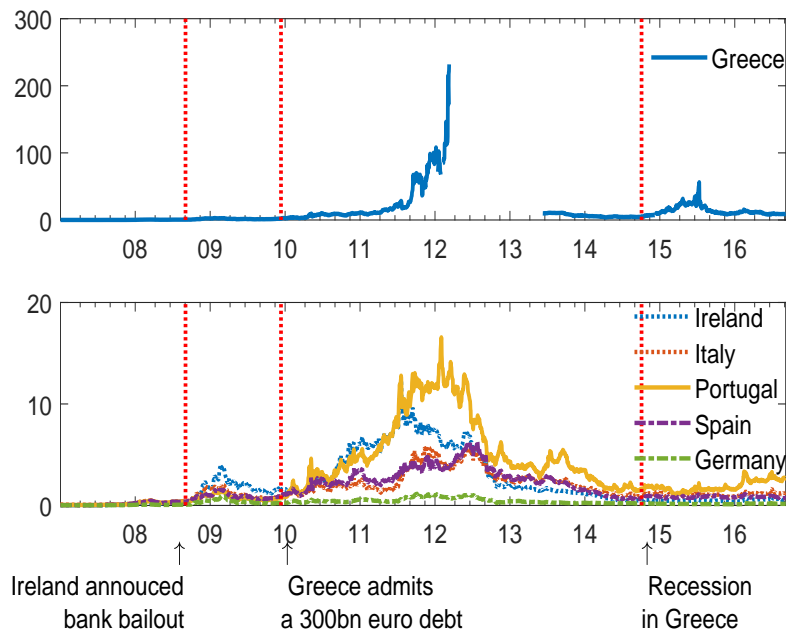 300
200
100
0
Greece
08 09 10 11 12 13 14 15 16
20
10
0
Ireland
Italy
Portugal
Spain
Germany
08 09 10 11 12 13 14 15 16
↑ ↑ ↑
Ireland annouced Greece admits Recession
bank bailout a 300bn euro debt in Greece